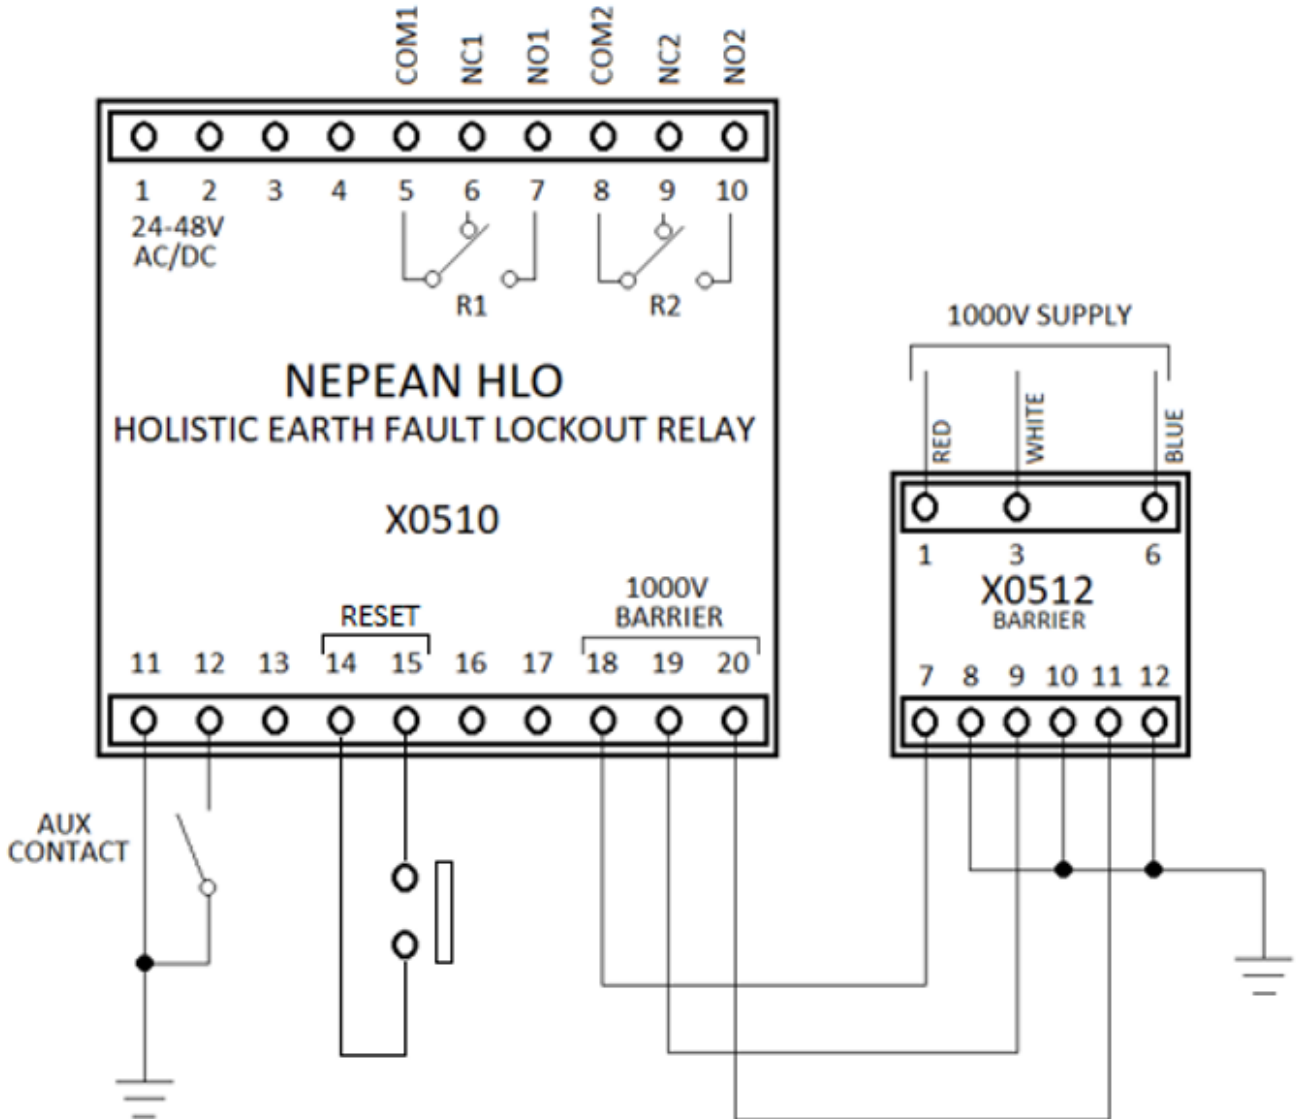 COM1 NC1 NO1 COM2 NC2 NO2
1 2 3 4 5 6 7 8 9 10
24-48V
AC/DC
R1 R2
NEPEAN HLO
HOLISTIC EARTH FAULT LOCKOUT RELAY
X0510
RESET
1000V
BARRIER
11 12 13 14 15 16 17 18 19 20
AUX
CONTACT
1000V SUPPLY
RED WHITE BLUE
1 3 6
X0512
BARRIER
7 8 9 10 11 12